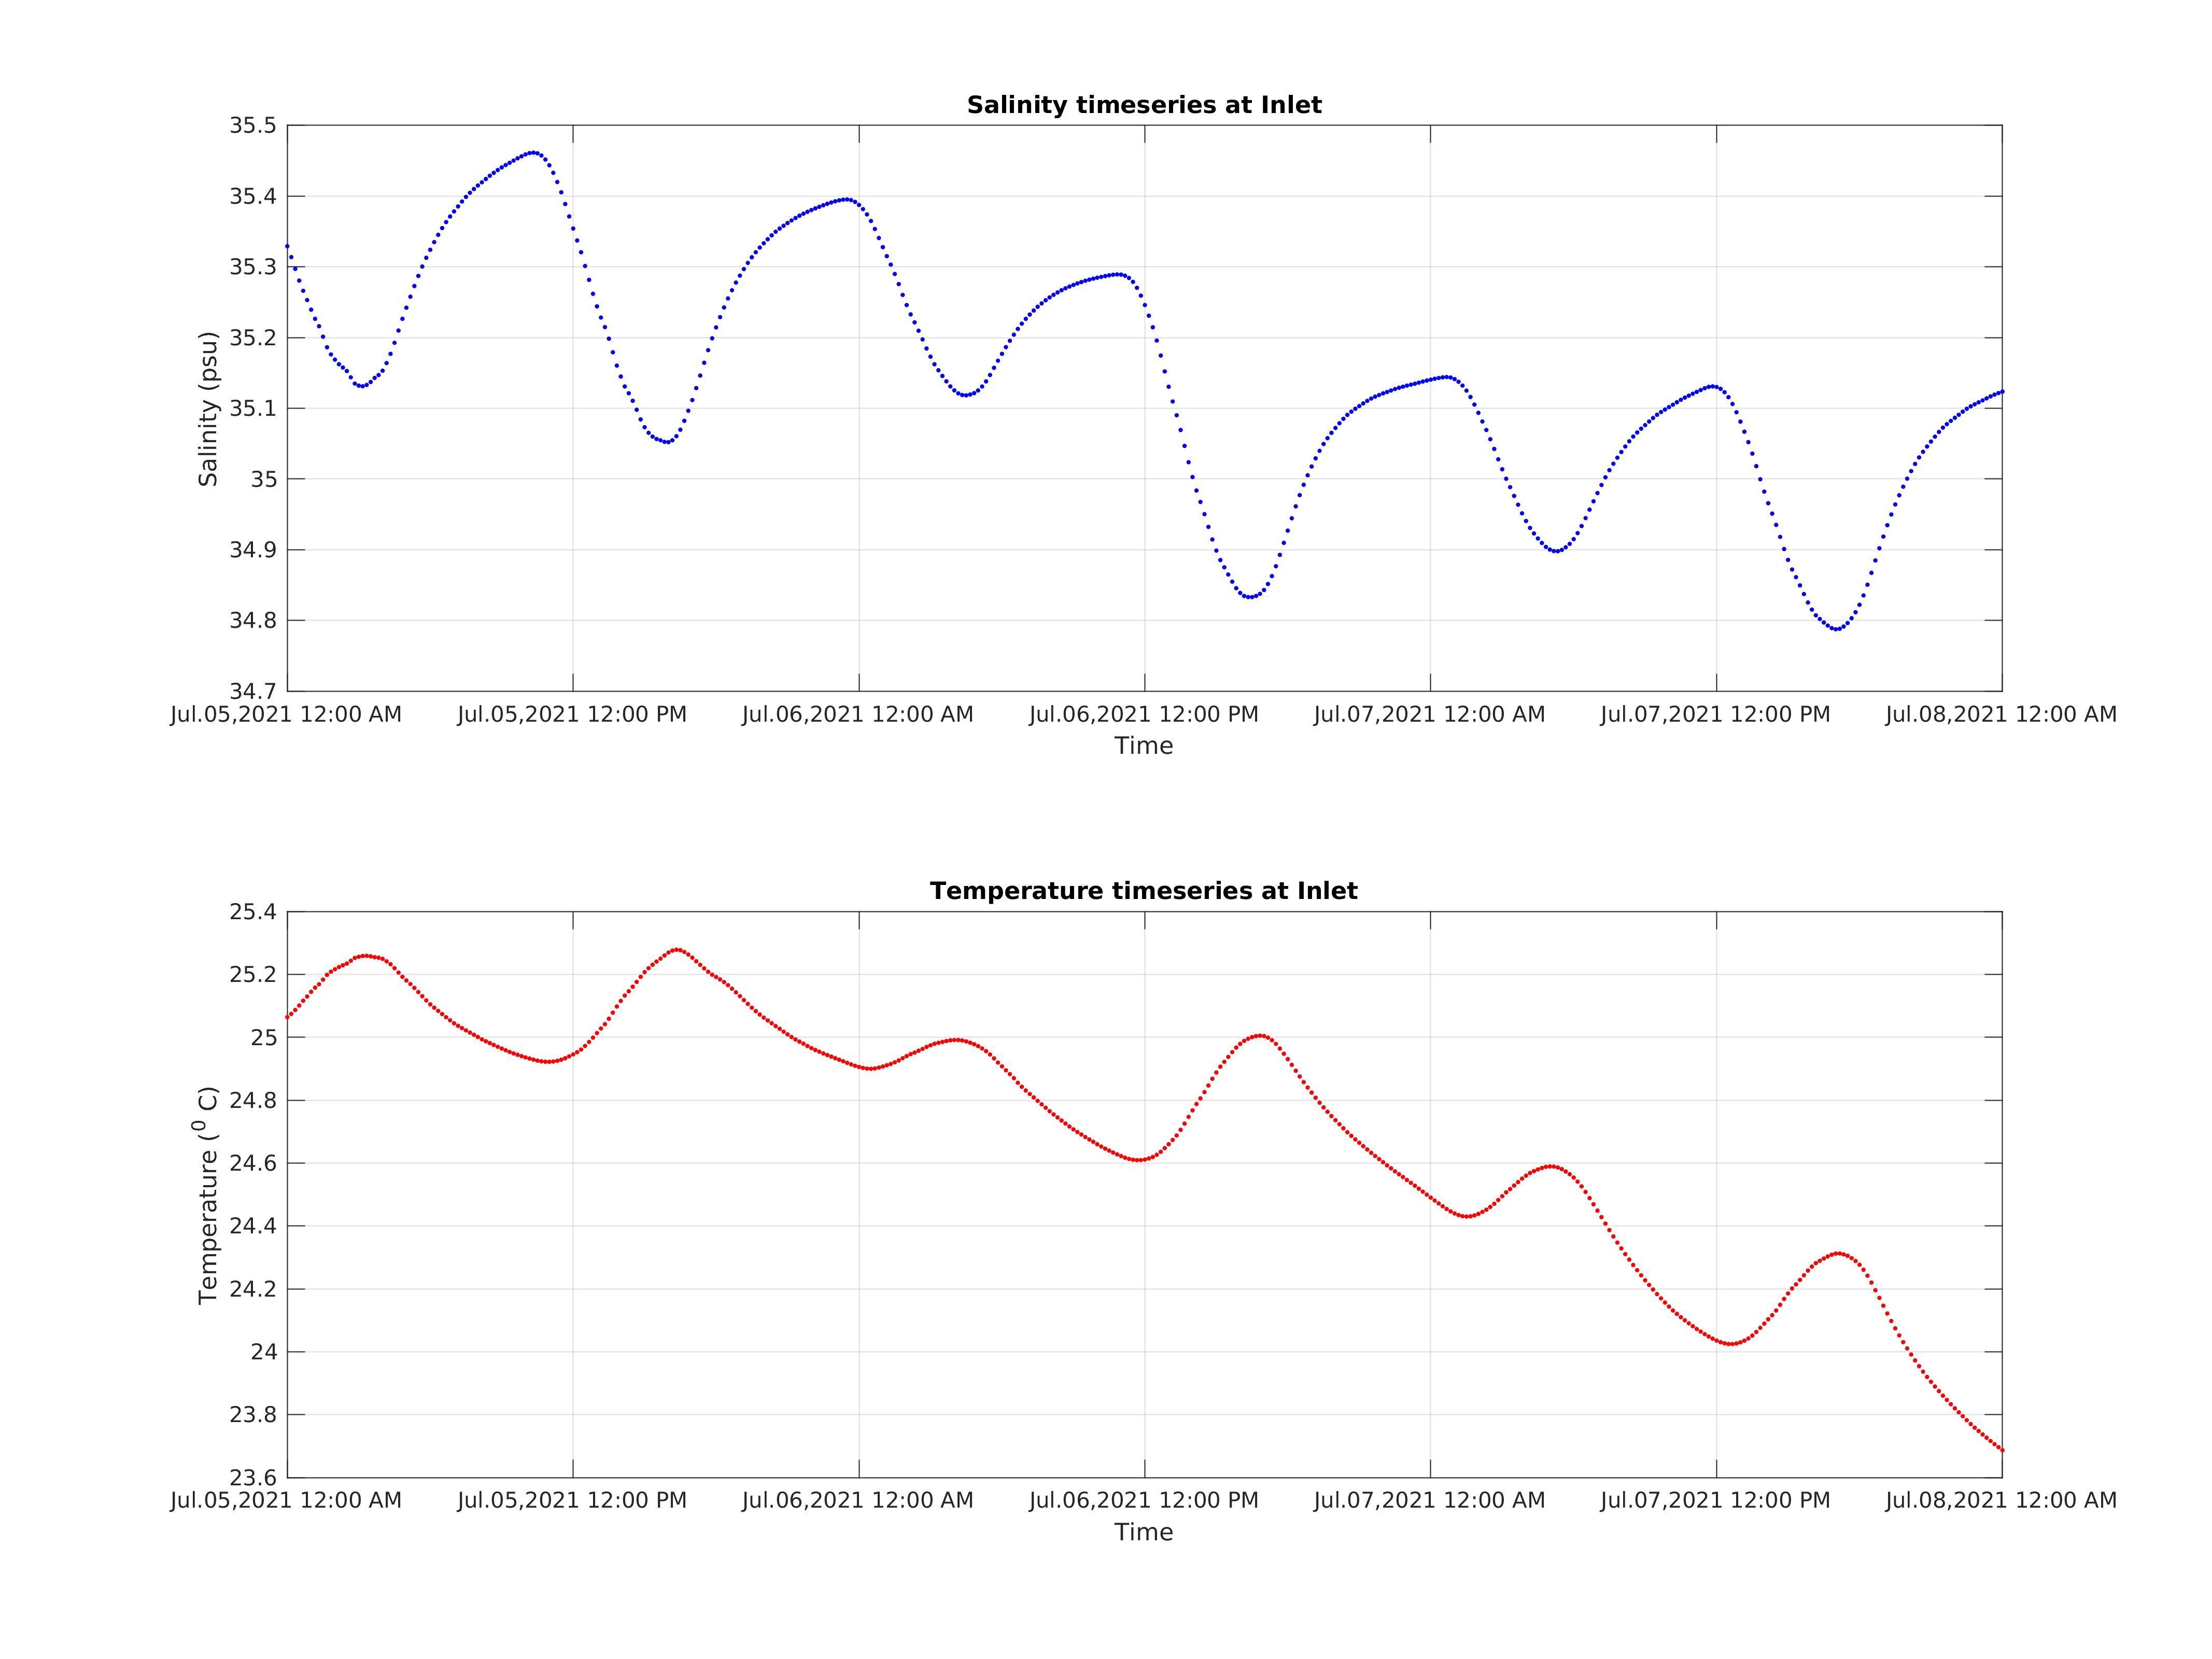 Salinity timeseries at Inlet
35.5
35.4
35.3
35.2
35.1
35
34.9
34.8
34.7
Salinity (psu)
Jul.05,2021 12:00 AM Jul.05,2021 12:00 PM Jul.06,2021 12:00 AM Jul.06,2021 12:00 PM Jul.07,2021 12:00 AM Jul.07,2021 12:00 PM Jul.08,2021 12:00 AM
Time
Temperature timeseries at Inlet
25.4
25.2
25
24.8
24.6
24.4
24.2
24
23.8
23.6
Temperature (⁰ C)
Jul.05,2021 12:00 AM Jul.05,2021 12:00 PM Jul.06,2021 12:00 AM Jul.06,2021 12:00 PM Jul.07,2021 12:00 AM Jul.07,2021 12:00 PM Jul.08,2021 12:00 AM
Time